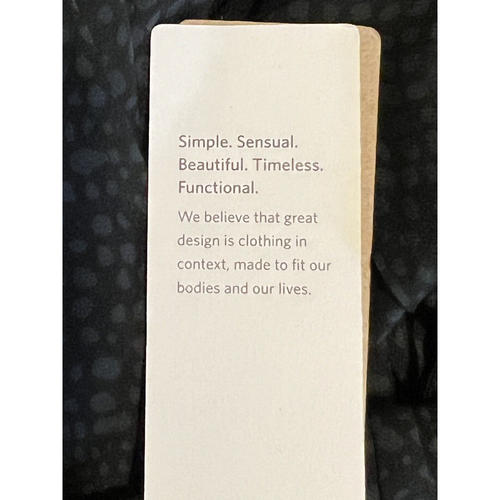 Simple. Sensual.
Beautiful. Timeless.
Functional.
We believe that great
design is clothing in
context, made to fit our
bodies and our lives.